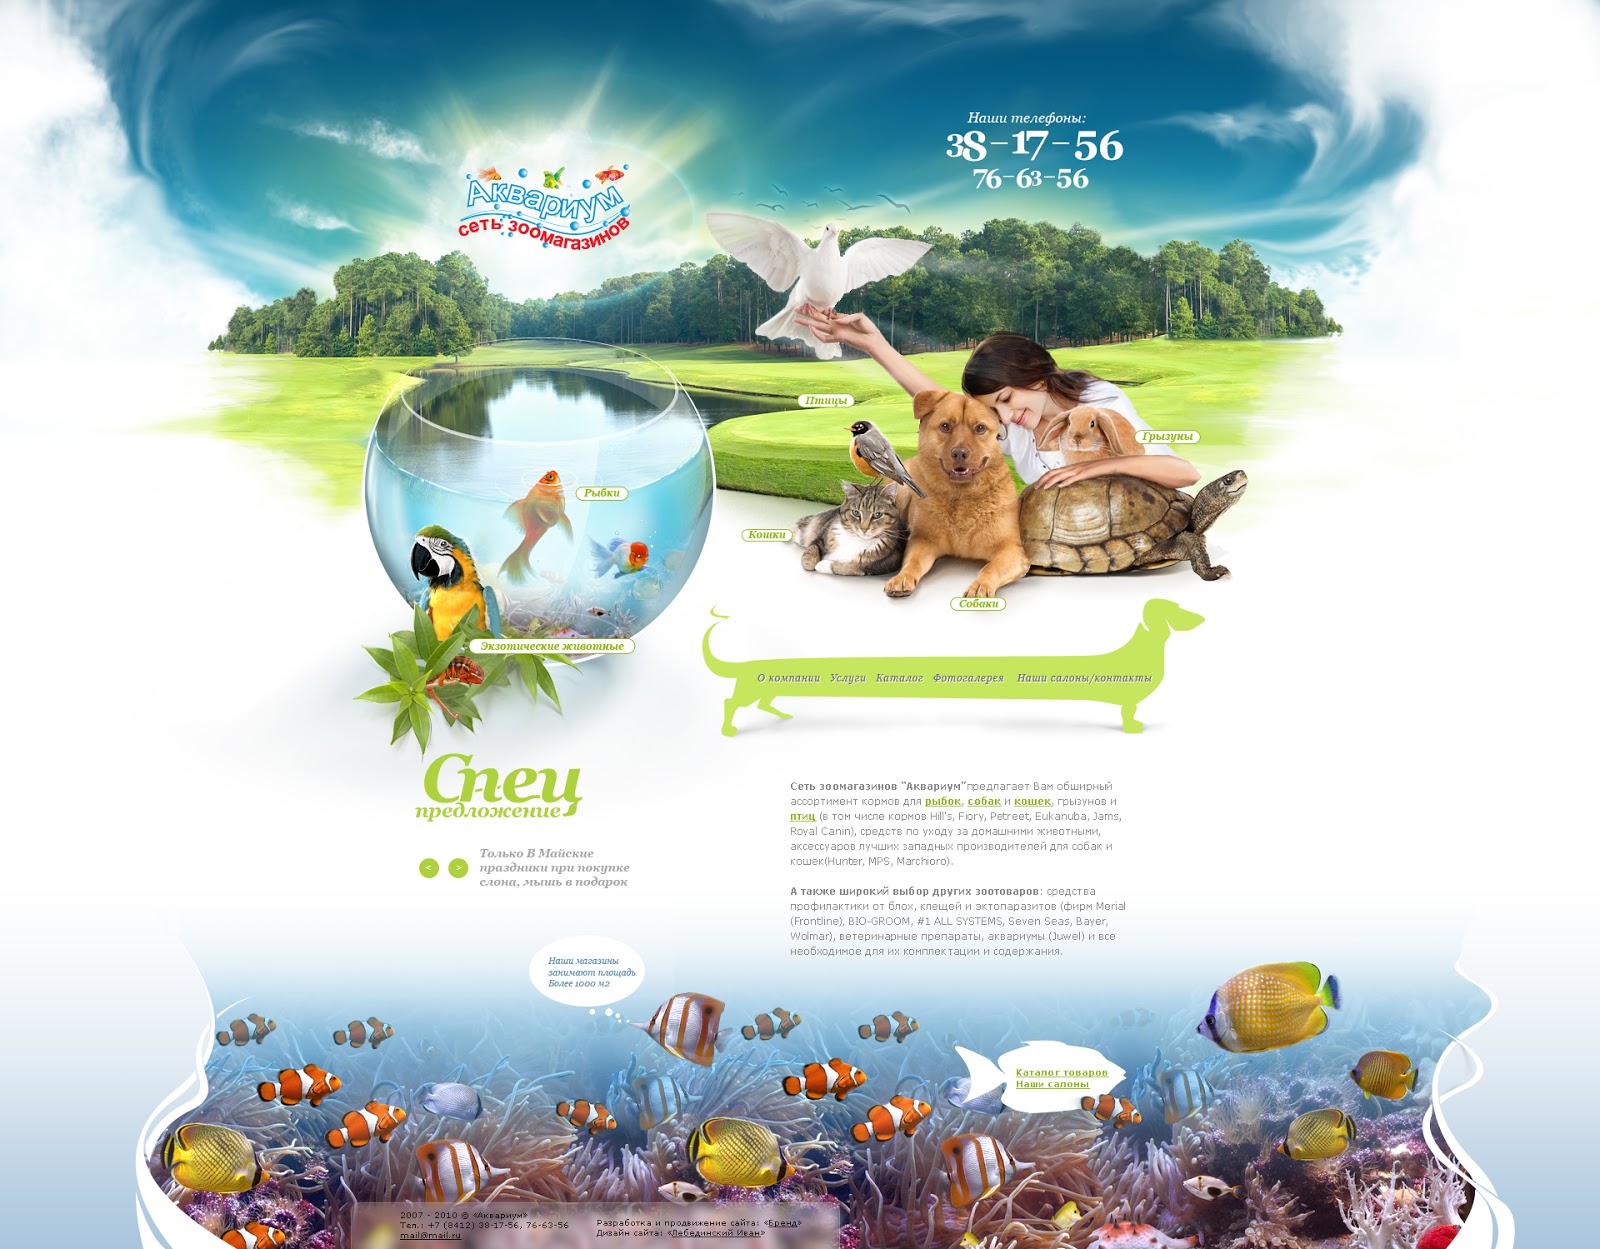 Наши телефоны:
38-17-56
76-63-56
Аквариум
сеть зоомагазинов
Птицы
Грызуны
Рыбки
Кошки
Собаки
Экзотические животные
О компании Услуги Каталог Фотогалерея Наши салоны/контакты
Спец
предложение
< >
Только В Майские
праздники при покупке
слона, мышь в подарок
Сеть зоомагазинов "Аквариум"предлагает Вам обширный
ассортимент кормов для рыбок, собак и кошек, грызунов и
птиц (в том числе кормов Hill's, Fiory, Petreet, Eukanuba, Jams,
Royal Canin), средств по уходу за домашними животными,
аксессуаров лучших западных производителей для собак и
кошек(Hunter, MPS, Marchioro).
А также широкий выбор других зоотоваров: средства
профилактики от блох, клещей и эктопаразитов (фирм Merial
(Frontline), BIO-GROOM, #1 ALL SYSTEMS, Seven Seas, Bayer,
Wolmar), ветеринарные препараты, аквариумы (Juwel) и все
необходимое для их комплектации и содержания.
Наши магазины
занимают площадь
Более 1000 м2
Каталог товаров
Наши салоны
2007 - 2010 © «Аквариум»
Тел.: +7 (8412) 38-17-56, 76-63-56
mail@mail.ru
Разработка и продвижение сайта: «Бренд»
Дизайн сайта: «Лебединский Иван»